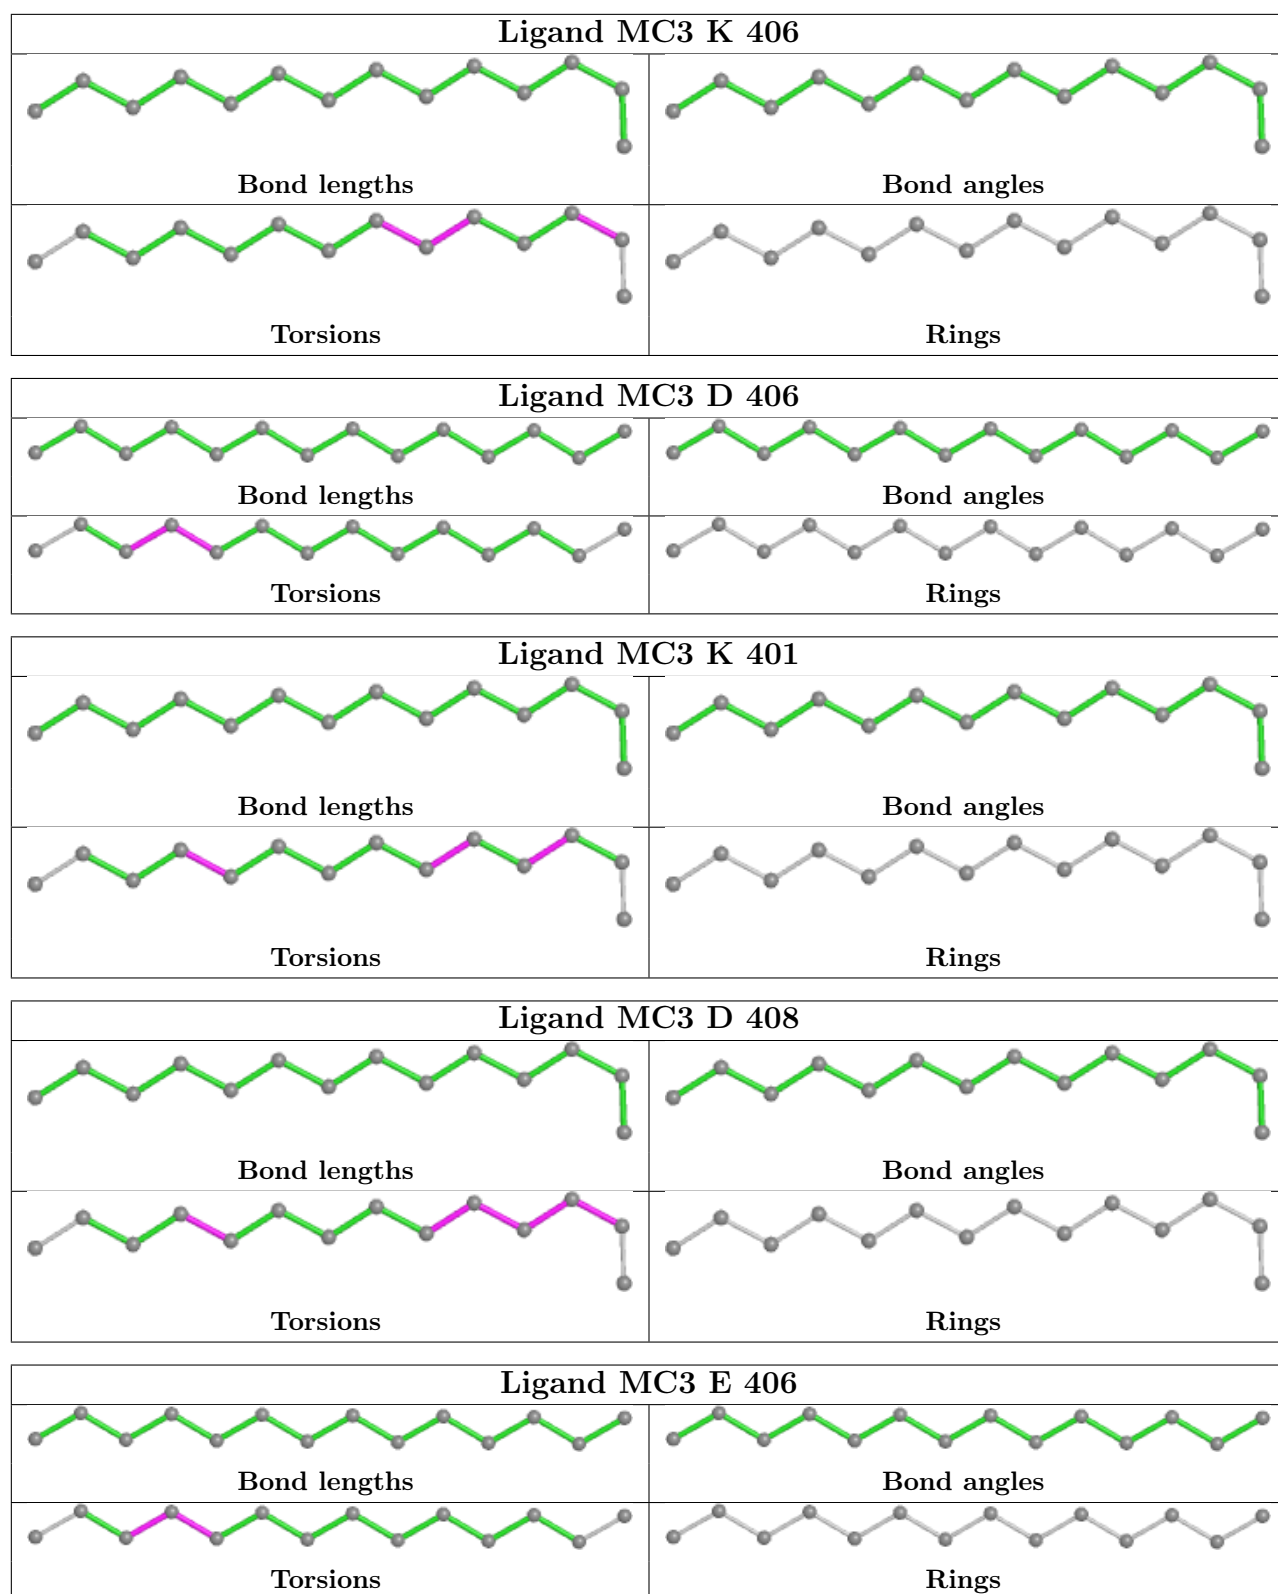 Ligand MC3 K 406
Bond lengths
Bond angles
Torsions
Rings
Ligand MC3 D 406
Bond lengths
Bond angles
Torsions
Rings
Ligand MC3 K 401
Bond lengths
Bond angles
Torsions
Rings
Ligand MC3 D 408
Bond lengths
Bond angles
Torsions
Rings
Ligand MC3 E 406
Bond lengths
Bond angles
Torsions
Rings